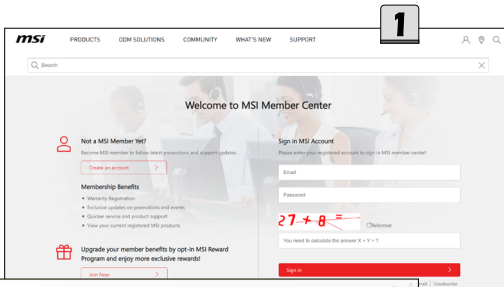 1
msi PRODUCTS ODM SOLUTIONS COMMUNITY WHAT'S NEW SUPPORT
Search
Welcome to MSI Member Center
Not a MSI Member Yet?
Become MSI member to follow latest promotions and support updates
Create an account
Membership Benefits
Warranty Registration
Exclusive updates on promotions and events
Quicker service and product support
View your current registered MSI products
Upgrade your member benefits by opt-in MSI Reward
Program and enjoy more exclusive rewards!
Join Now
Sign in MSI Account
Please enter your registered account to sign in MSI member center!
Email
Password
27 + 8 =
Reformat
You need to calculate the answer X + Y = ?
Sign in
Unsubscribe